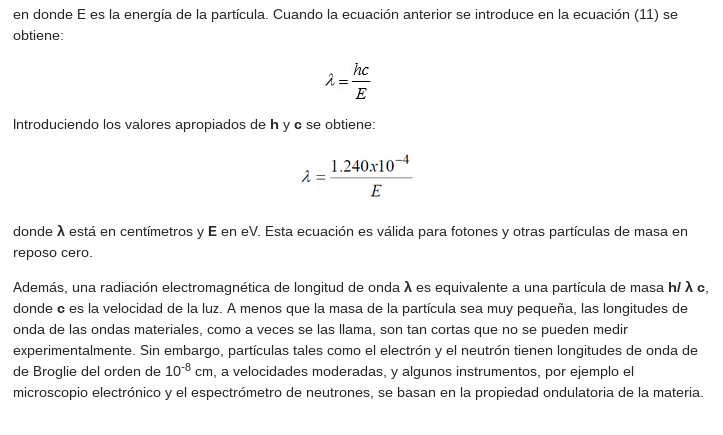 en donde E es la energía de la partícula. Cuando la ecuación anterior se introduce en la ecuación (11) se
obtiene:
λ = hc / E
Introduciendo los valores apropiados de h y c se obtiene:
λ = 1.240x10⁻⁴ / E
donde λ está en centímetros y E en eV. Esta ecuación es válida para fotones y otras partículas de masa en
reposo cero.
Además, una radiación electromagnética de longitud de onda λ es equivalente a una partícula de masa h/ λ c,
donde c es la velocidad de la luz. A menos que la masa de la partícula sea muy pequeña, las longitudes de
onda de las ondas materiales, como a veces se las llama, son tan cortas que no se pueden medir
experimentalmente. Sin embargo, partículas tales como el electrón y el neutrón tienen longitudes de onda de
de Broglie del orden de 10⁻⁸ cm, a velocidades moderadas, y algunos instrumentos, por ejemplo el
microscopio electrónico y el espectrómetro de neutrones, se basan en la propiedad ondulatoria de la materia.